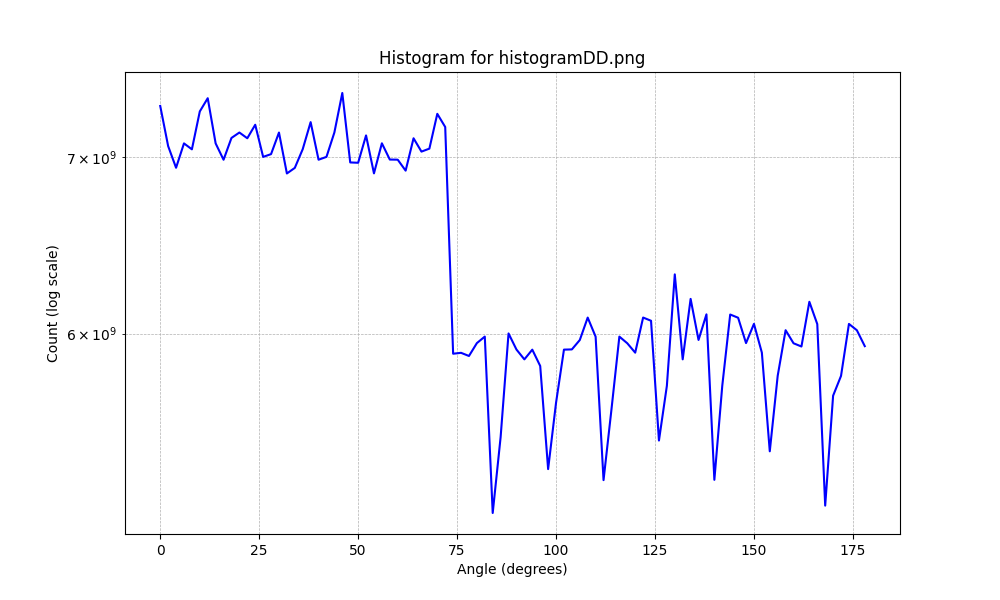 Histogram for histogramDD.png
Count (log scale)
7 × 10⁹
6 × 10⁹
0 25 50 75 100 125 150 175
Angle (degrees)